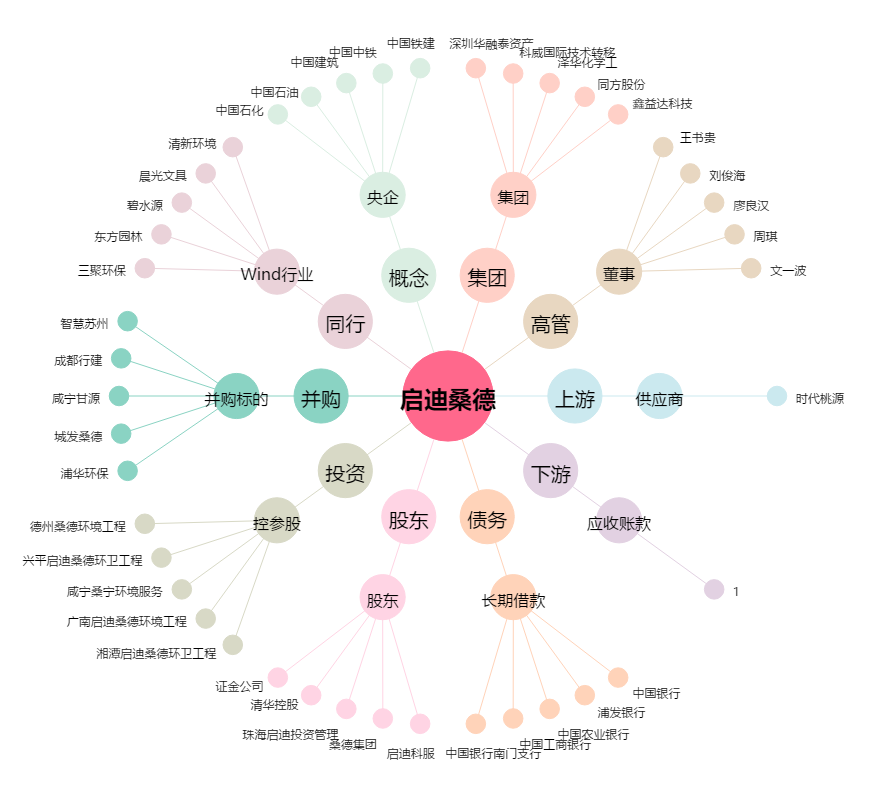 中国铁建
深圳华融泰资产
中国中铁
科威国际技术转移
中国建筑
泽华化学工
中国石油
同方股份
中国石化
鑫益达科技
清新环境
王书贵
晨光文具
刘俊海
碧水源
央企
集团
廖良汉
东方园林
周琪
三聚环保
Wind行业
概念
集团
董事
文一波
智慧苏州
同行
高管
成都行建
咸宁甘源
并购标的
并购
启迪桑德
上游
供应商
时代桃源
城发桑德
浦华环保
投资
下游
德州桑德环境工程
控参股
股东
债务
应收账款
兴平启迪桑德环卫工程
咸宁桑宁环境服务
1
广南启迪桑德环境工程
股东
长期借款
湘潭启迪桑德环卫工程
证金公司
中国银行
清华控股
浦发银行
珠海启迪投资管理
中国农业银行
桑德集团
中国工商银行
启迪科服
中国银行南门支行